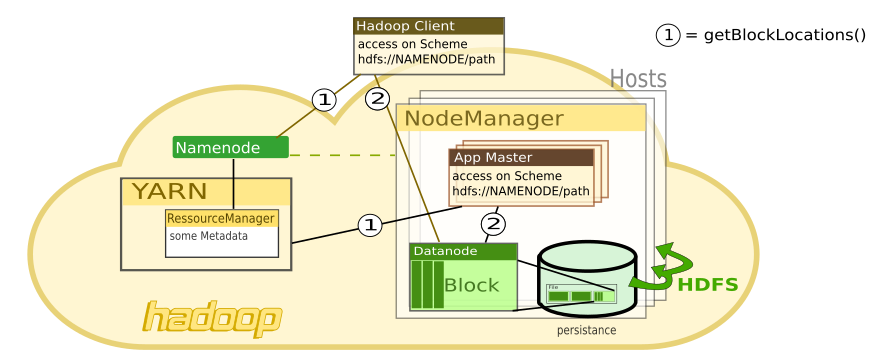 Hadoop Client
access on Scheme
hdfs://NAMENODE/path
1 = getBlockLocations()
Hosts
1
2
NodeManager
Namenode
App Master
access on Scheme
hdfs://NAMENODE/path
YARN
RessourceManager
some Metadata
1
2
Datanode
Block
File
HDFS
hadoop
persistance